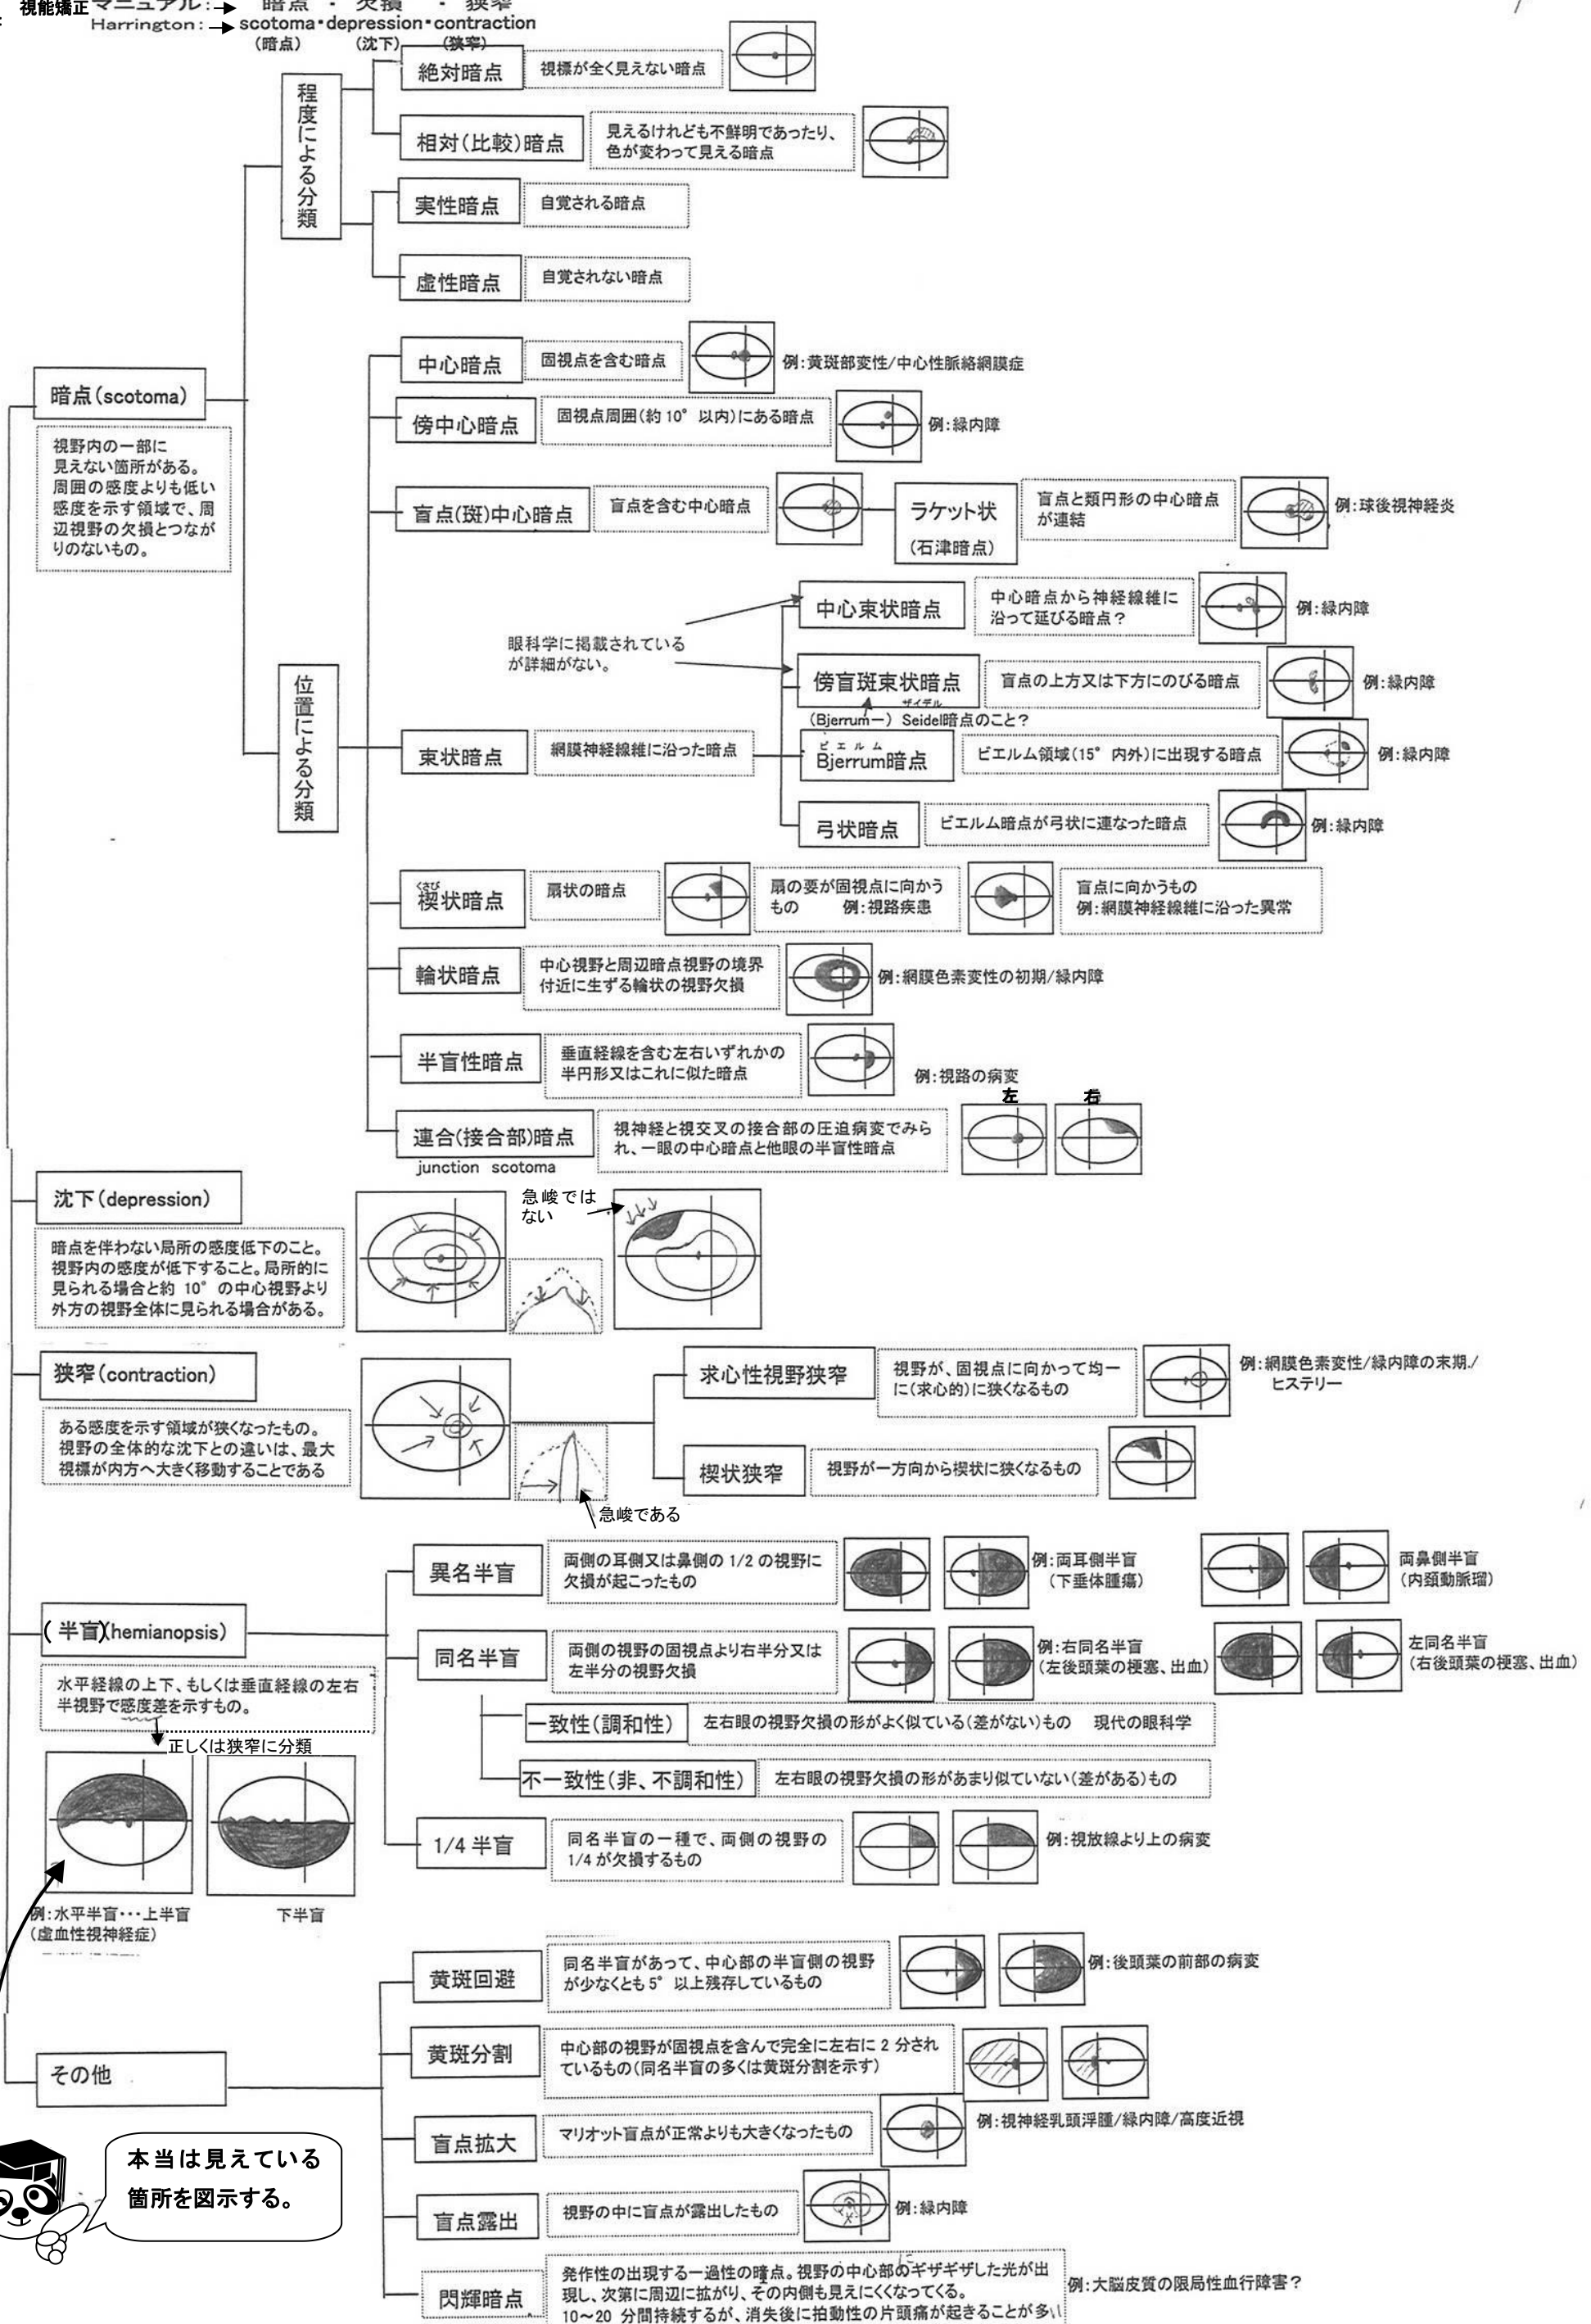 視能矯正マニュアル:→ 暗点 ・ 欠損 ・ 狭窄
Harrington:→ scotoma・depression・contraction
(暗点) (沈下) (狭窄)
程度による分類
絶対暗点
視標が全く見えない暗点
相対(比較)暗点
見えるけれども不鮮明であったり、
色が変わって見える暗点
実性暗点
自覚される暗点
虚性暗点
自覚されない暗点
暗点(scotoma)
視野内の一部に
見えない箇所がある。
周囲の感度よりも低い
感度を示す領域で、周
辺視野の欠損とつなが
りのないもの。
位置による分類
中心暗点
固視点を含む暗点
例:黄斑部変性/中心性脈絡網膜症
傍中心暗点
固視点周囲(約10°以内)にある暗点
例:緑内障
盲点(斑)中心暗点
盲点を含む中心暗点
ラケット状
(石津暗点)
盲点と類円形の中心暗点
が連結
例:球後視神経炎
眼科学に掲載されている
が詳細がない。
中心束状暗点
中心暗点から神経線維に
沿って延びる暗点?
例:緑内障
傍盲斑束状暗点
盲点の上方又は下方にのびる暗点
例:緑内障
ザイデル
(Bjerrumー) Seidel暗点のこと?
束状暗点
網膜神経線維に沿った暗点
ビエルム
Bjerrum暗点
ビエルム領域(15°内外)に出現する暗点
例:緑内障
弓状暗点
ビエルム暗点が弓状に連なった暗点
例:緑内障
くさび
楔状暗点
扇状の暗点
扇の要が固視点に向かう
もの 例:視路疾患
盲点に向かうもの
例:網膜神経線維に沿った異常
輪状暗点
中心視野と周辺暗点視野の境界
付近に生ずる輪状の視野欠損
例:網膜色素変性の初期/緑内障
半盲性暗点
垂直経線を含む左右いずれかの
半円形又はこれに似た暗点
例:視路の病変
左 右
連合(接合部)暗点
junction scotoma
視神経と視交叉の接合部の圧迫病変でみら
れ、一眼の中心暗点と他眼の半盲性暗点
沈下(depression)
暗点を伴わない局所の感度低下のこと。
視野内の感度が低下すること。局所的に
見られる場合と約 10°の中心視野より
外方の視野全体に見られる場合がある。
急峻では
ない
狭窄(contraction)
ある感度を示す領域が狭くなったもの。
視野の全体的な沈下との違いは、最大
視標が内方へ大きく移動することである
急峻である
求心性視野狭窄
視野が、固視点に向かって均一
に(求心的)に狭くなるもの
例:網膜色素変性/緑内障の末期/
ヒステリー
楔状狭窄
視野が一方向から楔状に狭くなるもの
(半盲)(hemianopsis)
水平経線の上下、もしくは垂直経線の左右
半視野で感度差を示すもの。
正しくは狭窄に分類
例:水平半盲・・・上半盲
(虚血性視神経症)
下半盲
異名半盲
両側の耳側又は鼻側の 1/2 の視野に
欠損が起こったもの
例:両耳側半盲
(下垂体腫瘍)
両鼻側半盲
(内頚動脈瘤)
同名半盲
両側の視野の固視点より右半分又は
左半分の視野欠損
例:右同名半盲
(左後頭葉の梗塞、出血)
左同名半盲
(右後頭葉の梗塞、出血)
一致性(調和性)
左右眼の視野欠損の形がよく似ている(差がない)もの 現代の眼科学
不一致性(非、不調和性)
左右眼の視野欠損の形があまり似ていない(差がある)もの
1/4 半盲
同名半盲の一種で、両側の視野の
1/4 が欠損するもの
例:視放線より上の病変
その他
黄斑回避
同名半盲があって、中心部の半盲側の視野
が少なくとも 5°以上残存しているもの
例:後頭葉の前部の病変
黄斑分割
中心部の視野が固視点を含んで完全に左右に 2 分され
ているもの(同名半盲の多くは黄斑分割を示す)
盲点拡大
マリオット盲点が正常よりも大きくなったもの
例:視神経乳頭浮腫/緑内障/高度近視
盲点露出
視野の中に盲点が露出したもの
例:緑内障
閃輝暗点
発作性の出現する一過性の暗点。視野の中心部のギザギザした光が出
に
現し、次第に周辺に拡がり、その内側も見えにくくなってくる。
10～20 分間持続するが、消失後に拍動性の片頭痛が起きることが多い
例:大脳皮質の限局性血行障害?
本当は見えている
箇所を図示する。